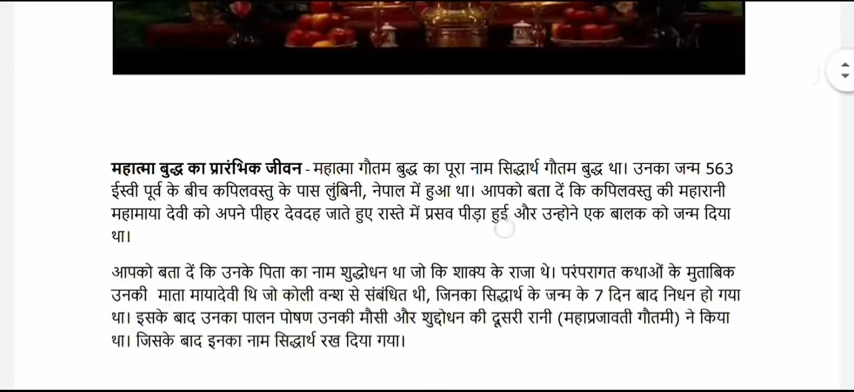 महात्मा बुद्ध का प्रारंभिक जीवन - महात्मा गौतम बुद्ध का पूरा नाम सिद्धार्थ गौतम बुद्ध था। उनका जन्म 563
ईस्वी पूर्व के बीच कपिलवस्तु के पास लुंबिनी, नेपाल में हुआ था। आपको बता दें कि कपिलवस्तु की महारानी
महामाया देवी को अपने पीहर देवदह जाते हुए रास्ते में प्रसव पीड़ा हुई और उन्होने एक बालक को जन्म दिया
था।
आपको बता दें कि उनके पिता का नाम शुद्धोधन था जो कि शाक्य के राजा थे। परंपरागत कथाओं के मुताबिक
उनकी माता मायादेवी थि जो कोली वन्श से संबंधित थी, जिनका सिद्धार्थ के जन्म के 7 दिन बाद निधन हो गया
था। इसके बाद उनका पालन पोषण उनकी मौसी और शुद्दोधन की दूसरी रानी (महाप्रजावती गौतमी) ने किया
था। जिसके बाद इनका नाम सिद्धार्थ रख दिया गया।